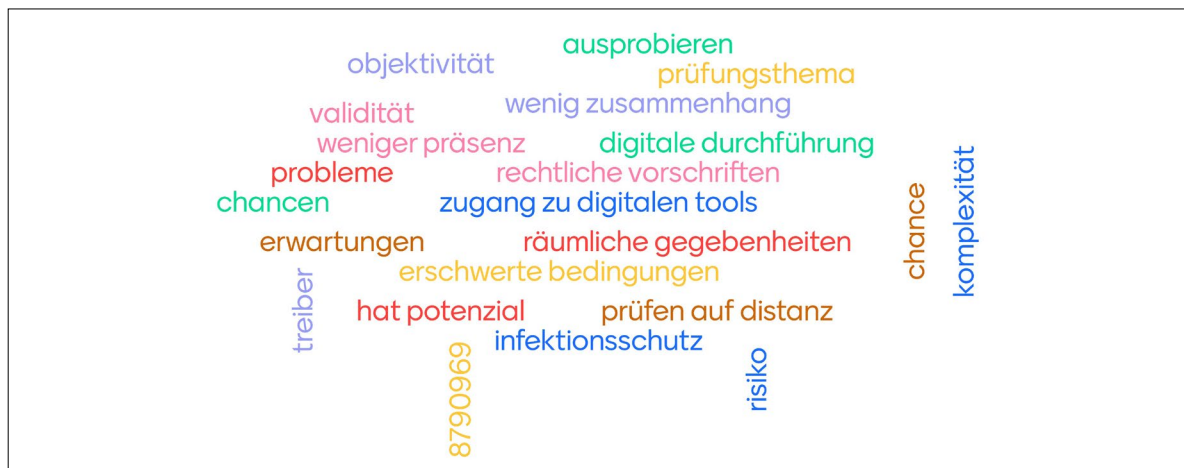 ausprobieren
objektivität
prüfungsthema
wenig zusammenhang
validität
weniger präsenz
digitale durchführung
probleme
rechtliche vorschriften
chancen
zugang zu digitalen tools
erwartungen
räumliche gegebenheiten
chance
komplexität
erschwerte bedingungen
treiber
hat potenzial
prüfen auf distanz
infektionsschutz
8790969
risiko